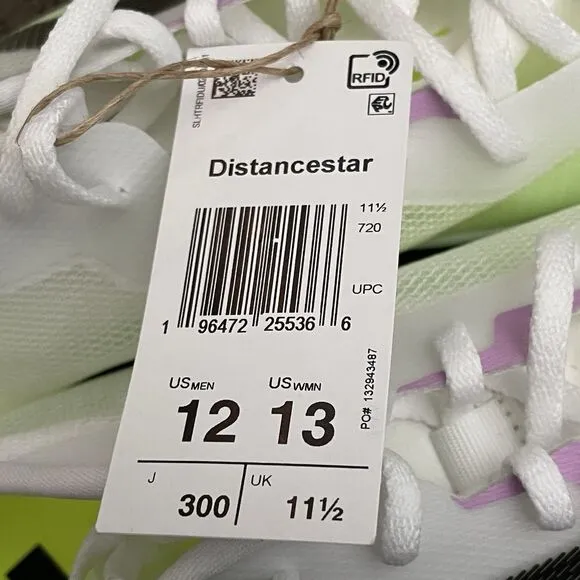 RFID
Distancestar
11½
720
UPC
1 96472 25536 6
US MEN US WMN
12 13
PO# 132943487
J UK
300 11½